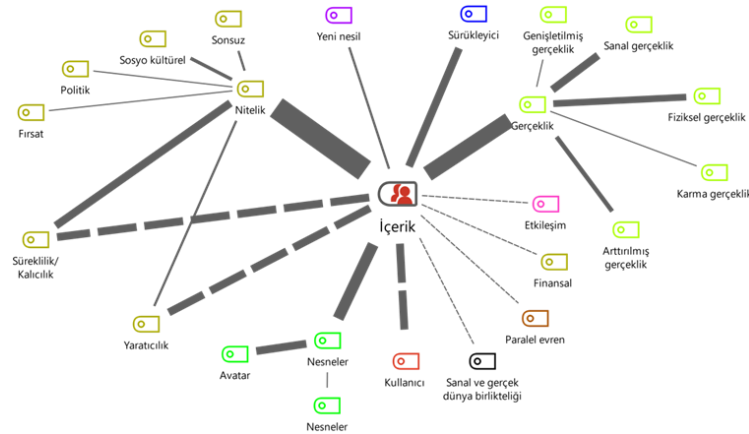 Sonsuz
Yeni nesil
Sürükleyici
Genişletilmiş
gerçeklik
Sanal gerçeklik
Sosyo kültürel
Politik
Nitelik
Fırsat
Gerçeklik
Fiziksel gerçeklik
Karma gerçeklik
İçerik
Etkileşim
Arttırılmış
gerçeklik
Süreklilik/
Kalıcılık
Finansal
Yaratıcılık
Paralel evren
Avatar
Nesneler
Kullanıcı
Sanal ve gerçek
dünya birlikteliği
Nesneler